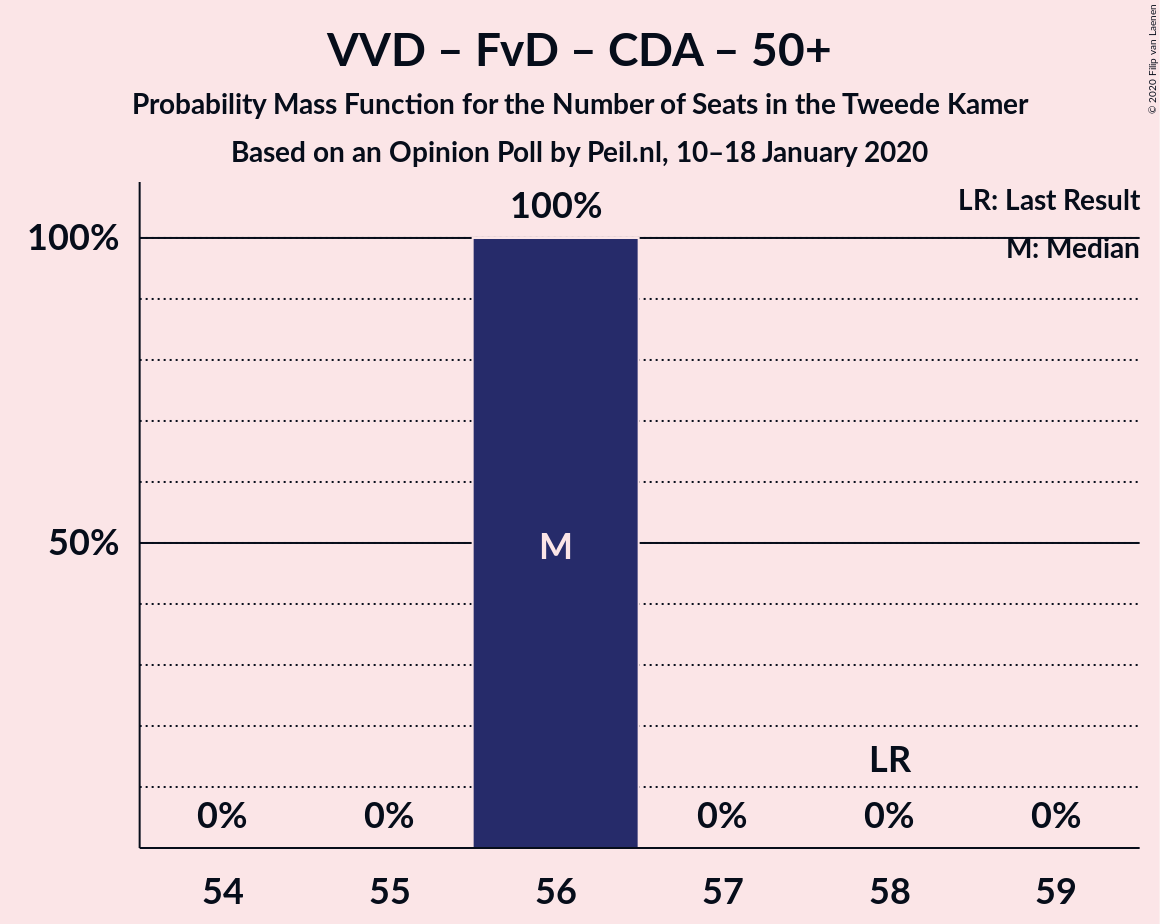 VVD – FvD – CDA – 50+
Probability Mass Function for the Number of Seats in the Tweede Kamer
Based on an Opinion Poll by Peil.nl, 10–18 January 2020
© 2020 Filip van Laenen
LR: Last Result
M: Median
100%
100%
50%
M
LR
0%
0%
0%
0%
0%
54
55
56
57
58
59